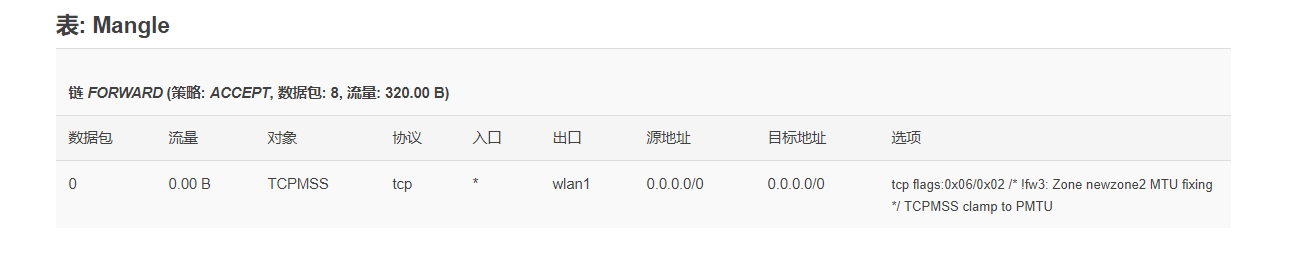 表: Mangle
链 FORWARD (策略: ACCEPT, 数据包: 8, 流量: 320.00 B)
数据包 流量 对象 协议 入口 出口 源地址 目标地址 选项
0 0.00 B TCPMSS tcp * wlan1 0.0.0.0/0 0.0.0.0/0 tcp flags:0x06/0x02 /* !fw3: Zone newzone2 MTU fixing
*/ TCPMSS clamp to PMTU